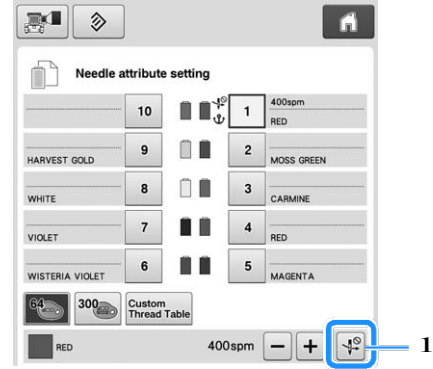 Needle attribute setting
10 1 400spm
RED
9 2
HARVEST GOLD MOSS GREEN
8 3
WHITE CARMINE
7 4
VIOLET RED
6 5
WISTERIA VIOLET MAGENTA
64 300 Custom
Thread Table
RED 400spm − +
1